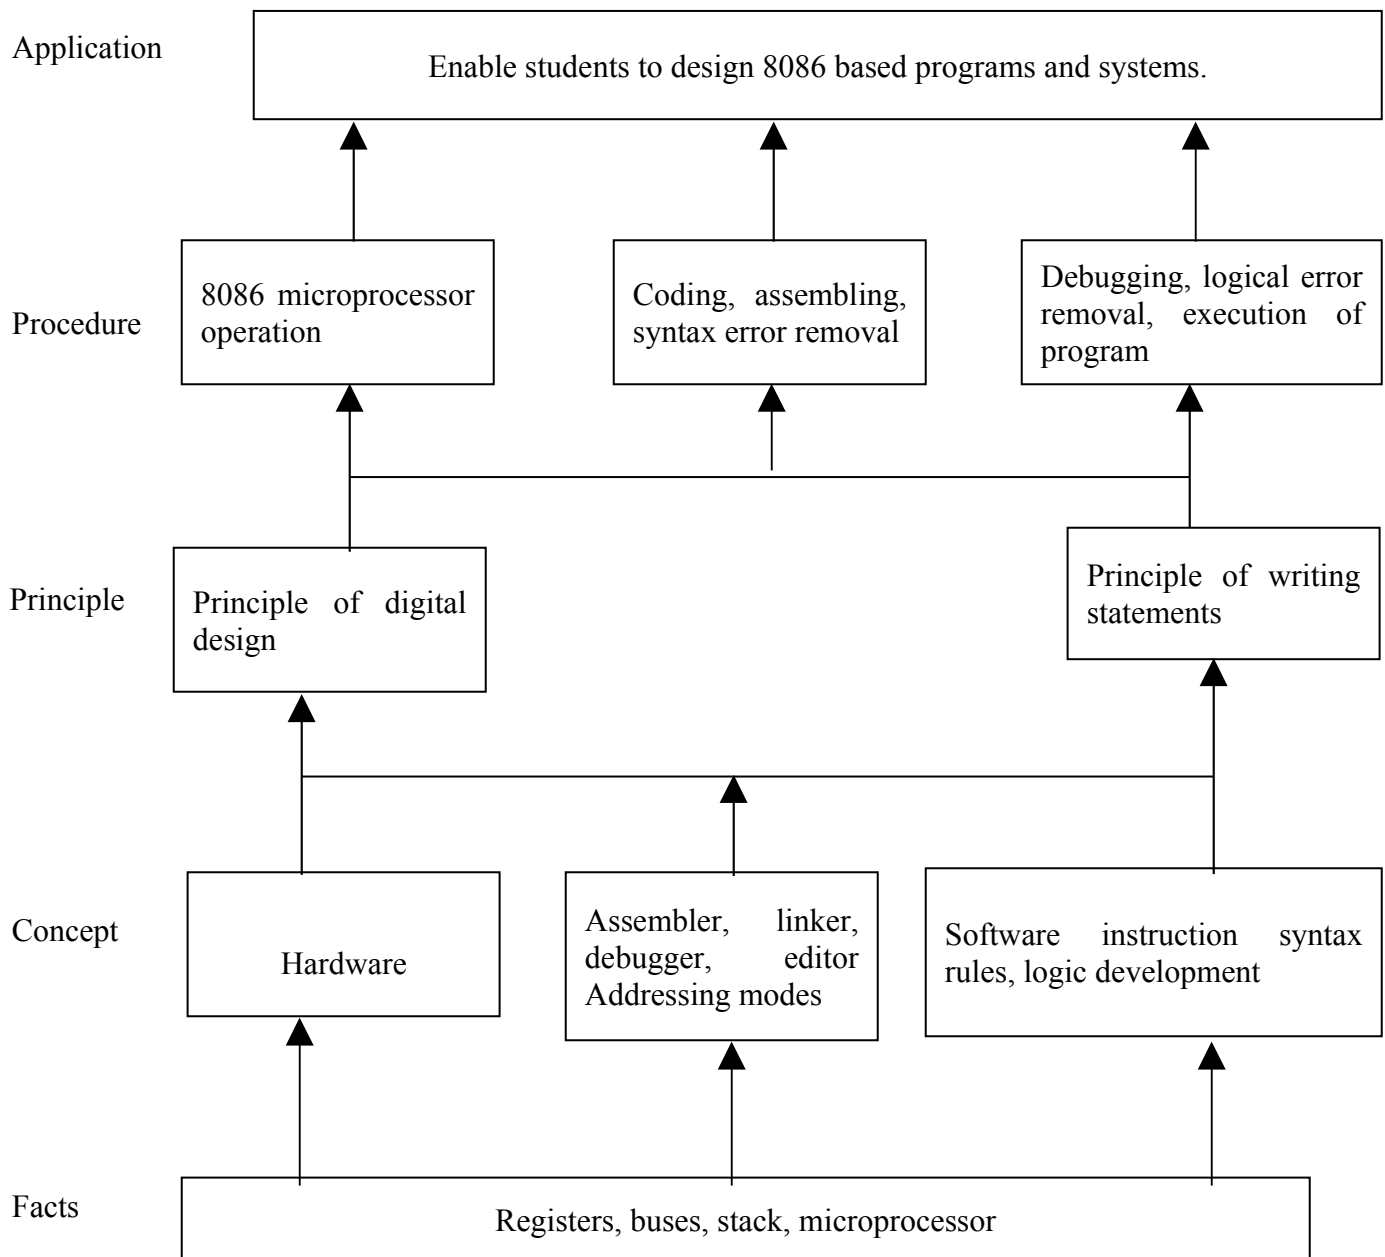 Application
Enable students to design 8086 based programs and systems.
Procedure
8086 microprocessor
operation
Coding, assembling,
syntax error removal
Debugging, logical error
removal, execution of
program
Principle
Principle of digital
design
Principle of writing
statements
Concept
Hardware
Assembler, linker,
debugger, editor
Addressing modes
Software instruction syntax
rules, logic development
Facts
Registers, buses, stack, microprocessor